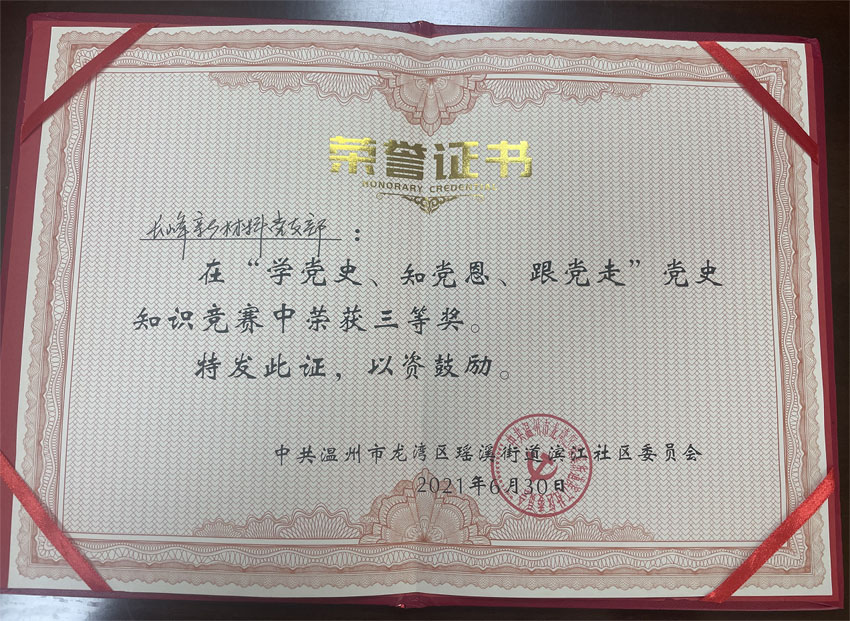 荣誉证书
HONORARY CREDENTIAL
长峰新材料党支部：
在“学党史、知党恩、跟党走”党史
知识竞赛中荣获三等奖。
特发此证，以资鼓励。
中共温州市龙湾区瑶溪街道滨江社区委员会
2021年6月30日